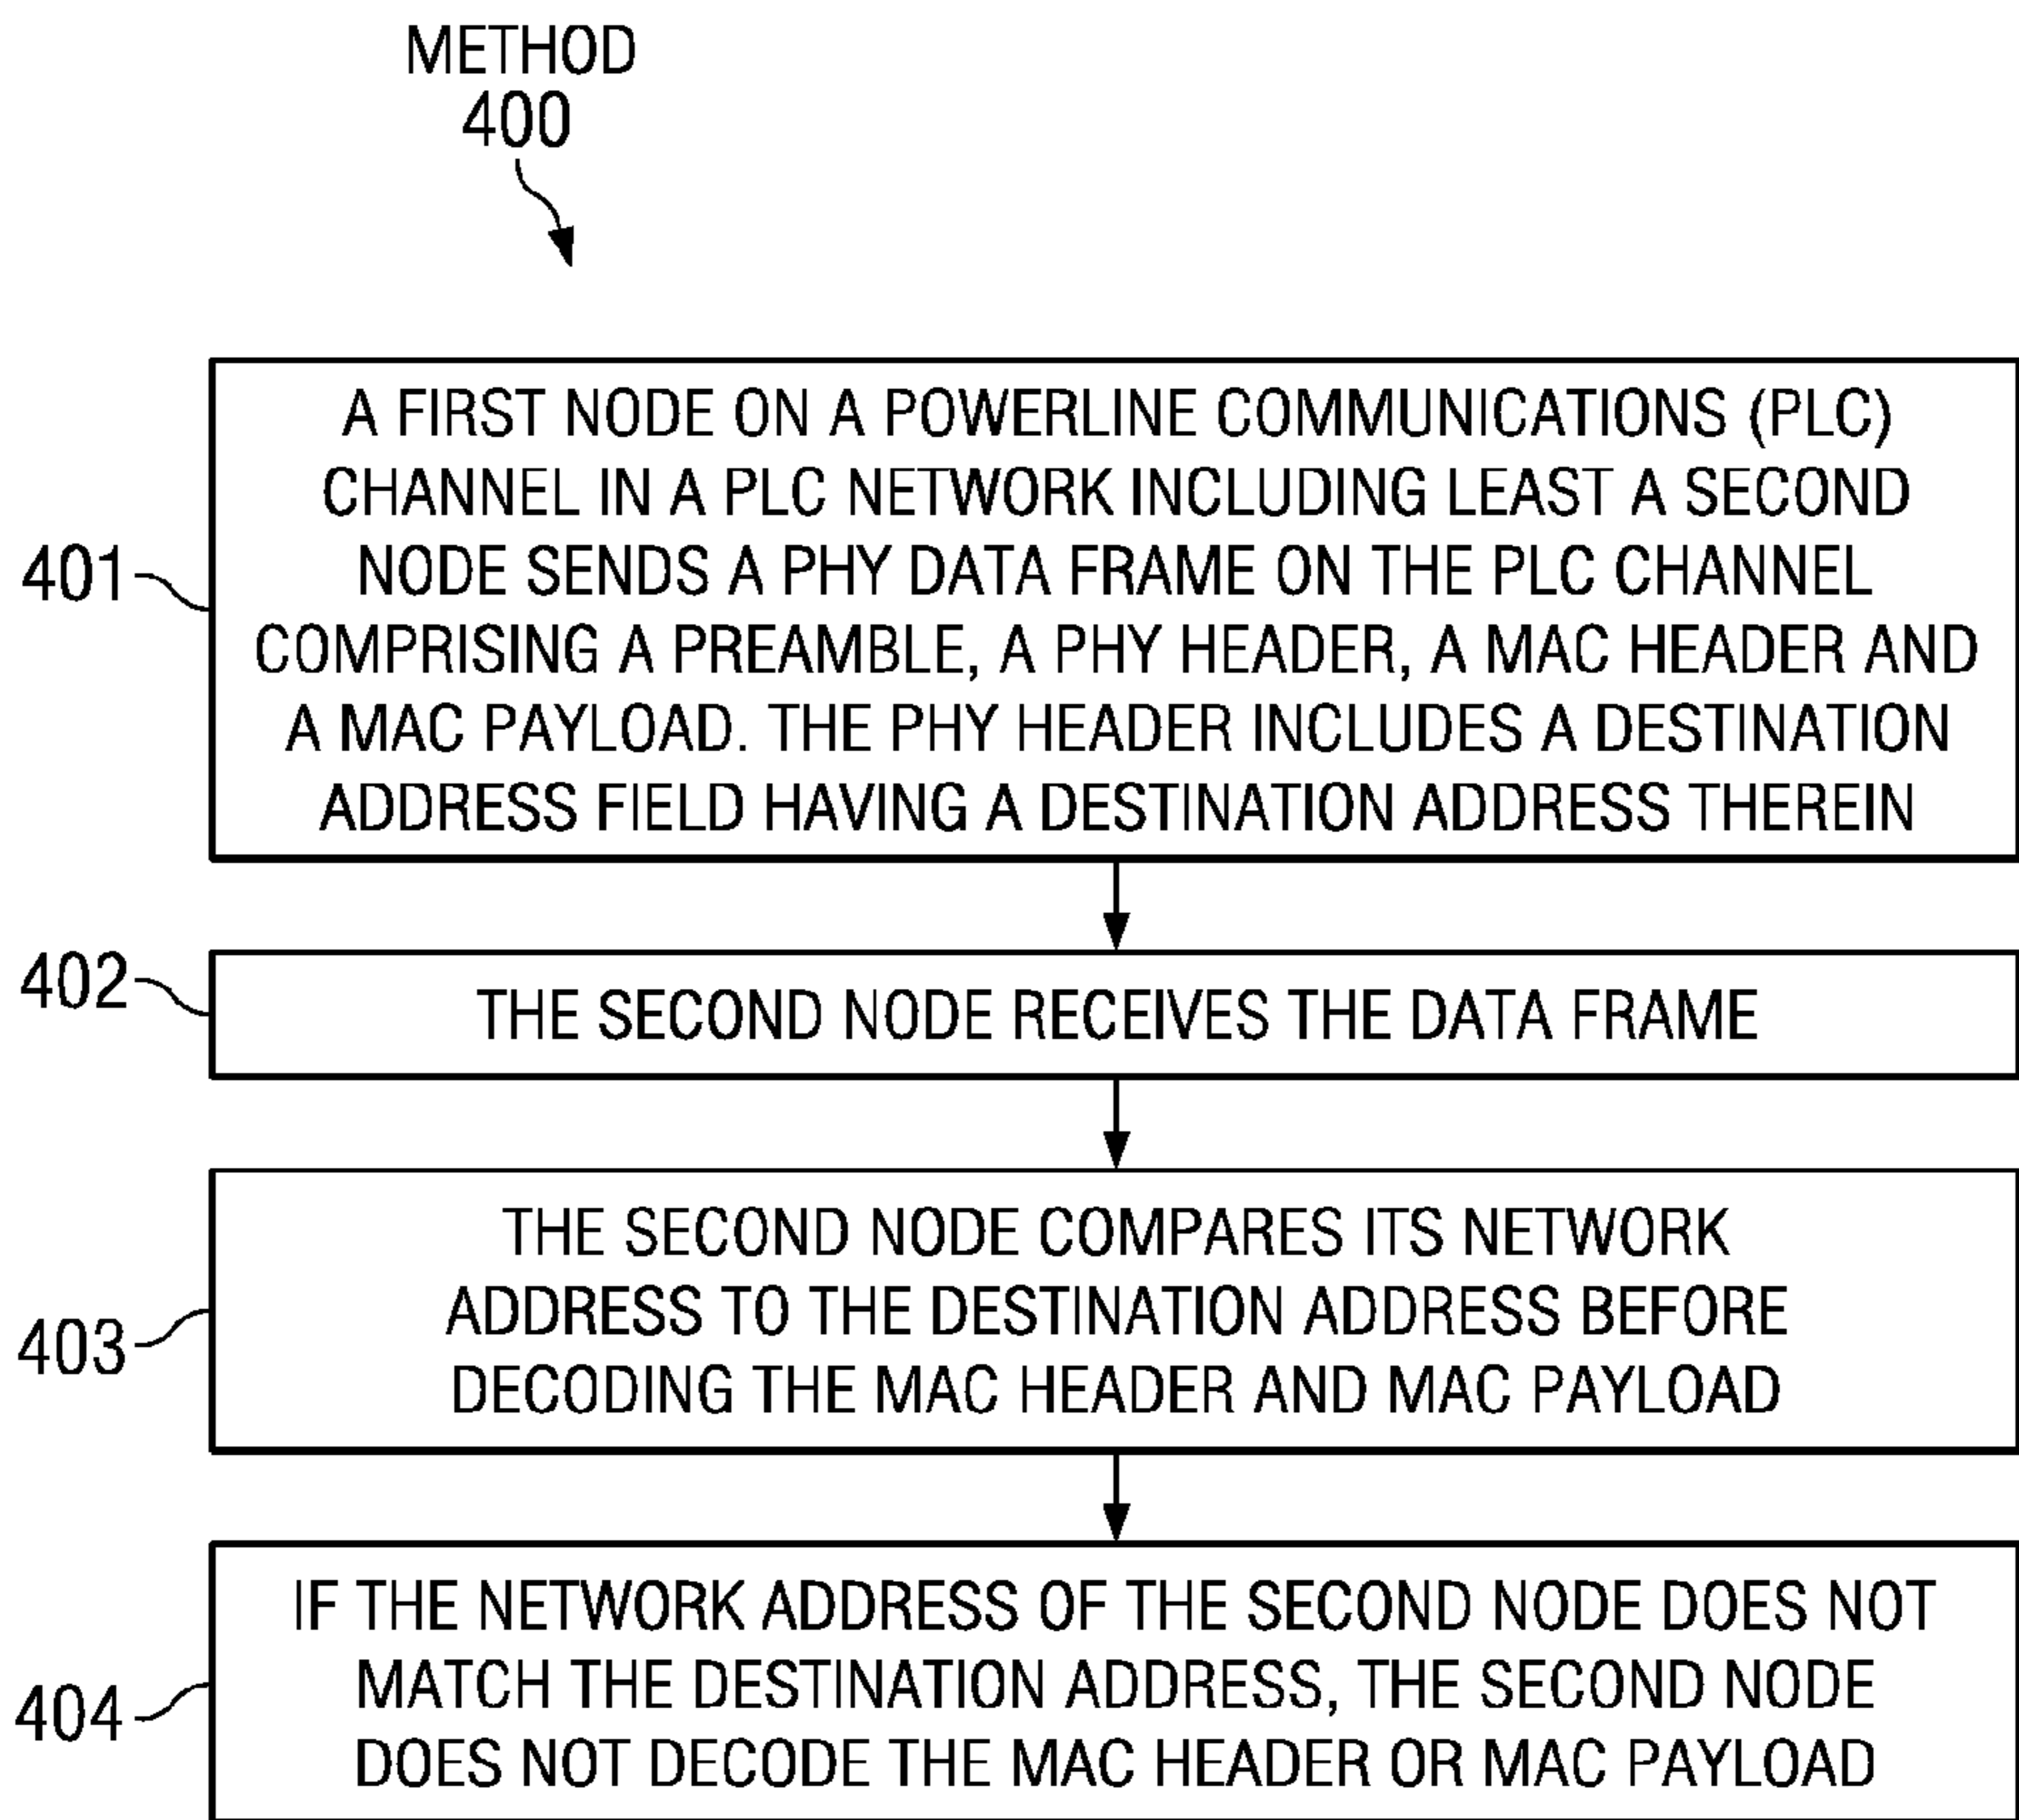 METHOD
400
401
A FIRST NODE ON A POWERLINE COMMUNICATIONS (PLC)
CHANNEL IN A PLC NETWORK INCLUDING LEAST A SECOND
NODE SENDS A PHY DATA FRAME ON THE PLC CHANNEL
COMPRISING A PREAMBLE, A PHY HEADER, A MAC HEADER AND
A MAC PAYLOAD. THE PHY HEADER INCLUDES A DESTINATION
ADDRESS FIELD HAVING A DESTINATION ADDRESS THEREIN
402
THE SECOND NODE RECEIVES THE DATA FRAME
403
THE SECOND NODE COMPARES ITS NETWORK
ADDRESS TO THE DESTINATION ADDRESS BEFORE
DECODING THE MAC HEADER AND MAC PAYLOAD
404
IF THE NETWORK ADDRESS OF THE SECOND NODE DOES NOT
MATCH THE DESTINATION ADDRESS, THE SECOND NODE
DOES NOT DECODE THE MAC HEADER OR MAC PAYLOAD